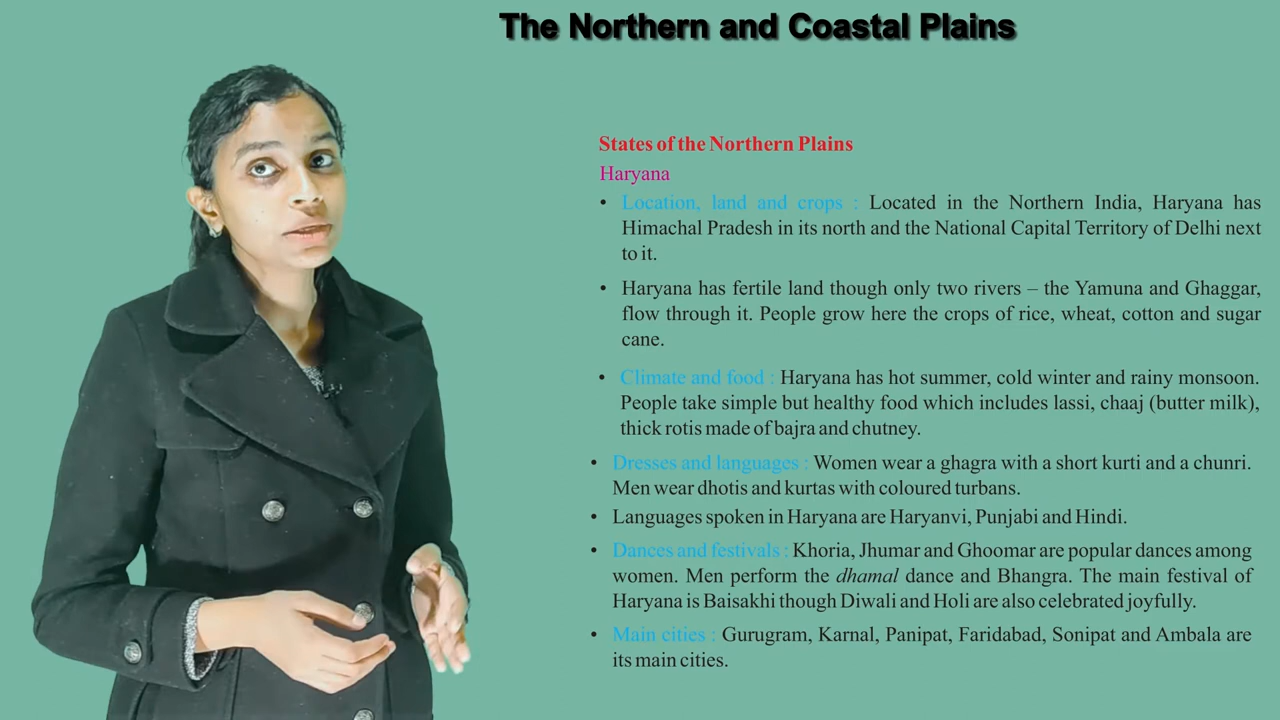 The Northern and Coastal Plains
States of the Northern Plains
Haryana
• Location, land and crops : Located in the Northern India, Haryana has
Himachal Pradesh in its north and the National Capital Territory of Delhi next
to it.
• Haryana has fertile land though only two rivers – the Yamuna and Ghaggar,
flow through it. People grow here the crops of rice, wheat, cotton and sugar
cane.
• Climate and food : Haryana has hot summer, cold winter and rainy monsoon.
People take simple but healthy food which includes lassi, chaaj (butter milk),
thick rotis made of bajra and chutney.
• Dresses and languages : Women wear a ghagra with a short kurti and a chunri.
Men wear dhotis and kurtas with coloured turbans.
• Languages spoken in Haryana are Haryanvi, Punjabi and Hindi.
• Dances and festivals : Khoria, Jhumar and Ghoomar are popular dances among
women. Men perform the dhamal dance and Bhangra. The main festival of
Haryana is Baisakhi though Diwali and Holi are also celebrated joyfully.
• Main cities : Gurugram, Karnal, Panipat, Faridabad, Sonipat and Ambala are
its main cities.